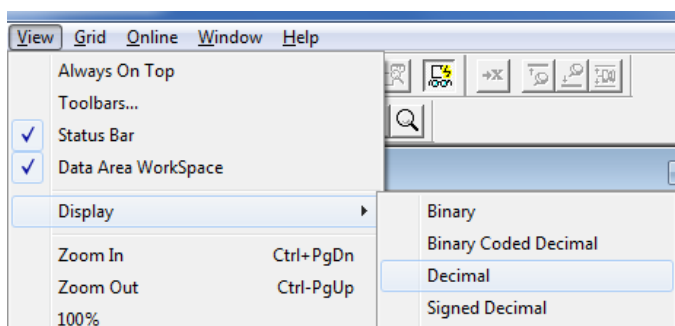 View Grid Online Window Help
Always On Top
Toolbars...
Status Bar
Data Area WorkSpace
Display
Zoom In Ctrl+PgDn
Zoom Out Ctrl-PgUp
100%
Binary
Binary Coded Decimal
Decimal
Signed Decimal